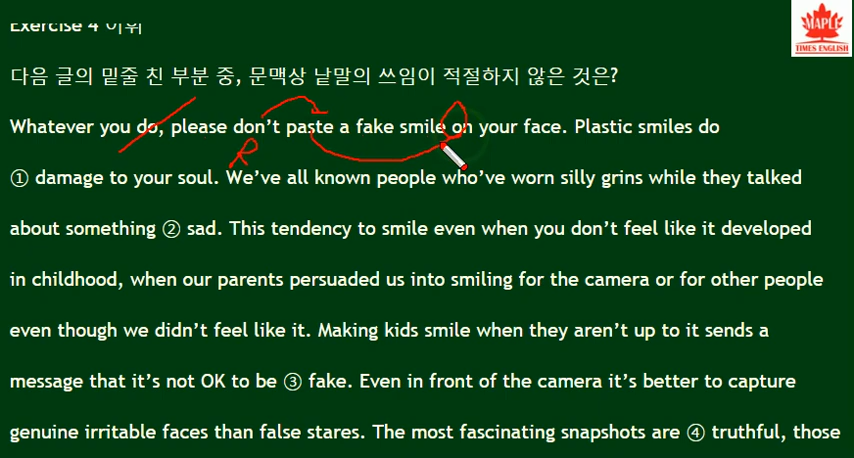 Exercise 4 어휘
MAPLE
TIMES ENGLISH
다음 글의 밑줄 친 부분 중, 문맥상 낱말의 쓰임이 적절하지 않은 것은?
Whatever you do, please don't paste a fake smile on your face. Plastic smiles do
① damage to your soul. We've all known people who've worn silly grins while they talked
about something ② sad. This tendency to smile even when you don't feel like it developed
in childhood, when our parents persuaded us into smiling for the camera or for other people
even though we didn't feel like it. Making kids smile when they aren't up to it sends a
message that it's not OK to be ③ fake. Even in front of the camera it's better to capture
genuine irritable faces than false stares. The most fascinating snapshots are ④ truthful, those